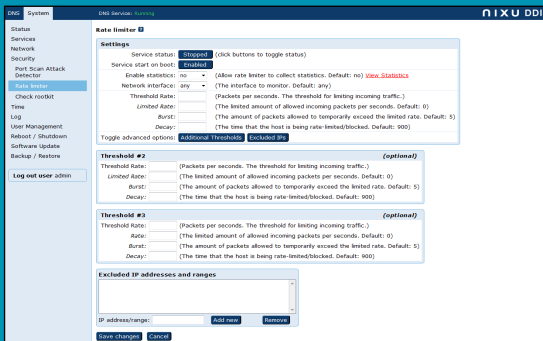 DNS System
DNS Service: Running
NIXU DDI
Status
Services
Network
Security
Port Scan Attack
Detector
Rate limiter
Check rootkit
Time
Log
User Management
Reboot / Shutdown
Software Update
Backup / Restore
Log out user admin
Rate limiter ?
Settings
Service status: Stopped (click buttons to toggle status)
Service start on boot: Enabled
Enable statistics: no (Allow rate limiter to collect statistics. Default: no) View Statistics
Network interface: any (The interface to monitor. Default: any)
Threshold Rate: (Packets per seconds. The threshold for limiting incoming traffic.)
Limited Rate: (The limited amount of allowed incoming packets per seconds. Default: 0)
Burst: (The amount of packets allowed to temporarily exceed the limited rate. Default: 5)
Decay: (The time that the host is being rate-limited/blocked. Default: 900)
Toggle advanced options: Additional Thresholds Excluded IPs
Threshold #2 (optional)
Threshold Rate: (Packets per seconds. The threshold for limiting incoming traffic.)
Limited Rate: (The limited amount of allowed incoming packets per seconds. Default: 0)
Burst: (The amount of packets allowed to temporarily exceed the limited rate. Default: 5)
Decay: (The time that the host is being rate-limited/blocked. Default: 900)
Threshold #3 (optional)
Threshold Rate: (Packets per seconds. The threshold for limiting incoming traffic.)
Rate: (The limited amount of allowed incoming packets per seconds. Default: 0)
Burst: (The amount of packets allowed to temporarily exceed the limited rate. Default: 5)
Decay: (The time that the host is being rate-limited/blocked. Default: 900)
Excluded IP addresses and ranges
IP address/range: Add new Remove
Save changes Cancel